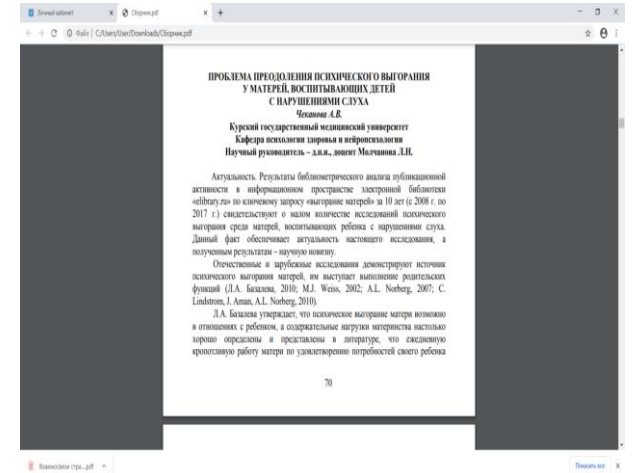 Личный кабинет
Сборник.pdf
Файл | C:/Users/User/Downloads/Сборник.pdf
ПРОБЛЕМА ПРЕОДОЛЕНИЯ ПСИХИЧЕСКОГО ВЫГОРАНИЯ
У МАТЕРЕЙ, ВОСПИТЫВАЮЩИХ ДЕТЕЙ
С НАРУШЕНИЯМИ СЛУХА
Чеканова А.В.
Курский государственный медицинский университет
Кафедра психологии здоровья и нейропсихологии
Научный руководитель – д.п.н., доцент Молчанова Л.Н.
Актуальность. Результаты библиометрического анализа публикационной
активности в информационном пространстве электронной библиотеки
«elibrary.ru» по ключевому запросу «выгорание матерей» за 10 лет (с 2008 г. по
2017 г.) свидетельствуют о малом количестве исследований психического
выгорания среди матерей, воспитывающих ребенка с нарушениями слуха.
Данный факт обеспечивает актуальность настоящего исследования, а
полученным результатам – научную новизну.
Отечественные и зарубежные исследования демонстрируют источник
психического выгорания матерей, им выступает выполнение родительских
функций (Л.А. Базалева, 2010; M.J. Weiss, 2002; A.L. Norberg, 2007; C.
Lindstrom, J. Aman, A.L. Norberg, 2010).
Л.А. Базалева утверждает, что психическое выгорание матери возможно
в отношениях с ребенком, а содержательные нагрузки материнства настолько
хорошо определены и представлены в литературе, что ежедневную
кропотливую работу матери по удовлетворению потребностей своего ребенка
70
Взаимосвязи стра...pdf
Показать все